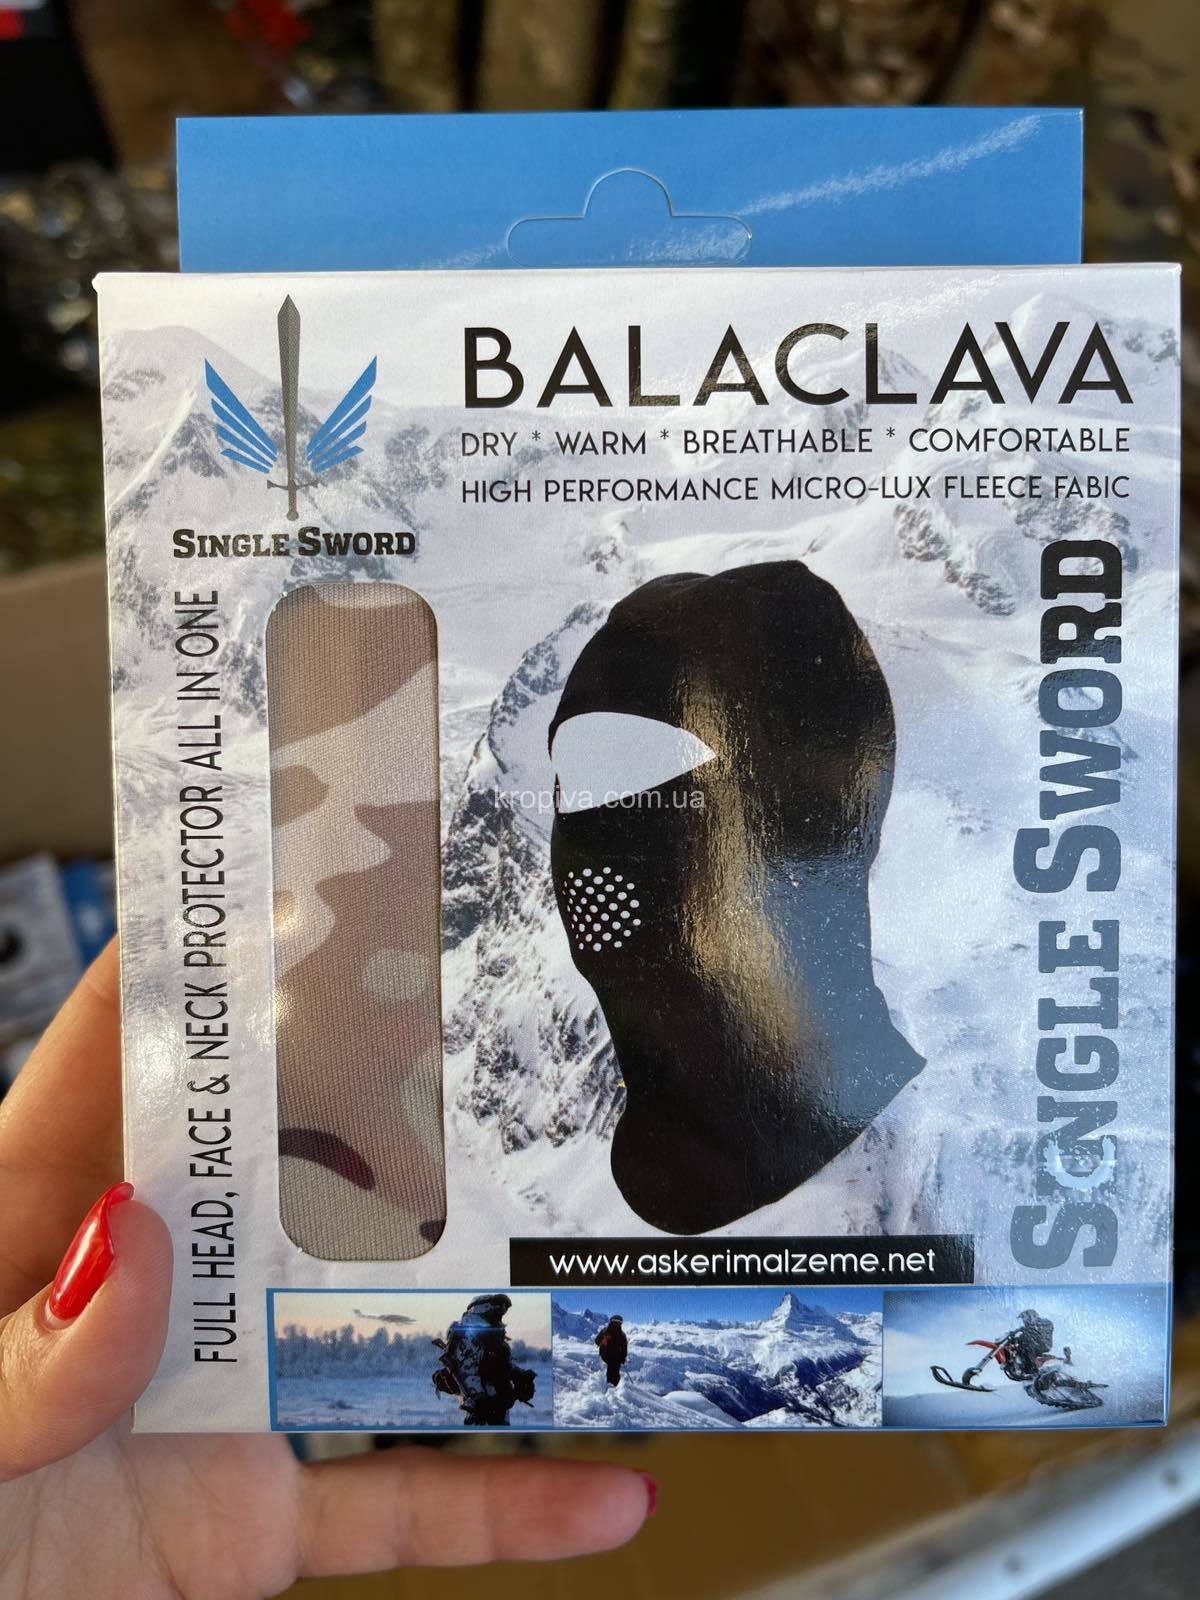 BALACLAVA
DRY * WARM * BREATHABLE * COMFORTABLE
HIGH PERFORMANCE MICRO-LUX FLEECE FABIC
SINGLE SWORD
FULL HEAD, FACE & NECK PROTECTOR ALL IN ONE
kropiva.com.ua
SINGLE SWORD
www.askerimalzeme.net